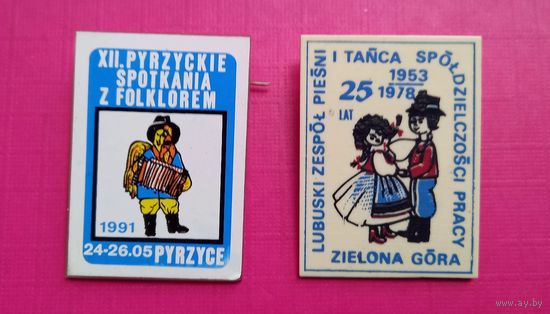 XII. PYRZYCKIE
SPOTKANIA
Z FOLKLOREM
1991
24-26.05 PYRZYCE
LUBUSKI ZESPÓŁ PIEŚNI
I TAŃCA SPÓŁDZIELCZOŚCI PRACY
25
LAT
1953
1978
ZIELONA GÓRA
www.ay.by